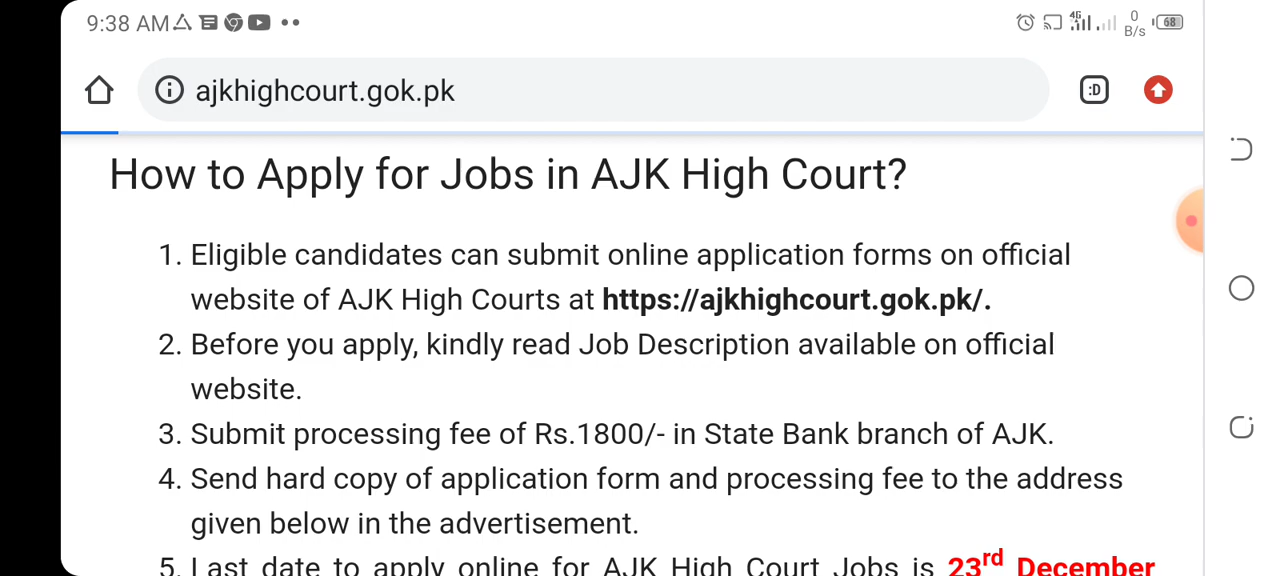 9:38 AM
4G
0
B/s
68
ajkhighcourt.gok.pk
:D
How to Apply for Jobs in AJK High Court?
1. Eligible candidates can submit online application forms on official
website of AJK High Courts at https://ajkhighcourt.gok.pk/.
2. Before you apply, kindly read Job Description available on official
website.
3. Submit processing fee of Rs.1800/- in State Bank branch of AJK.
4. Send hard copy of application form and processing fee to the address
given below in the advertisement.
5. Last date to apply online for AJK High Court Jobs is 23rd December